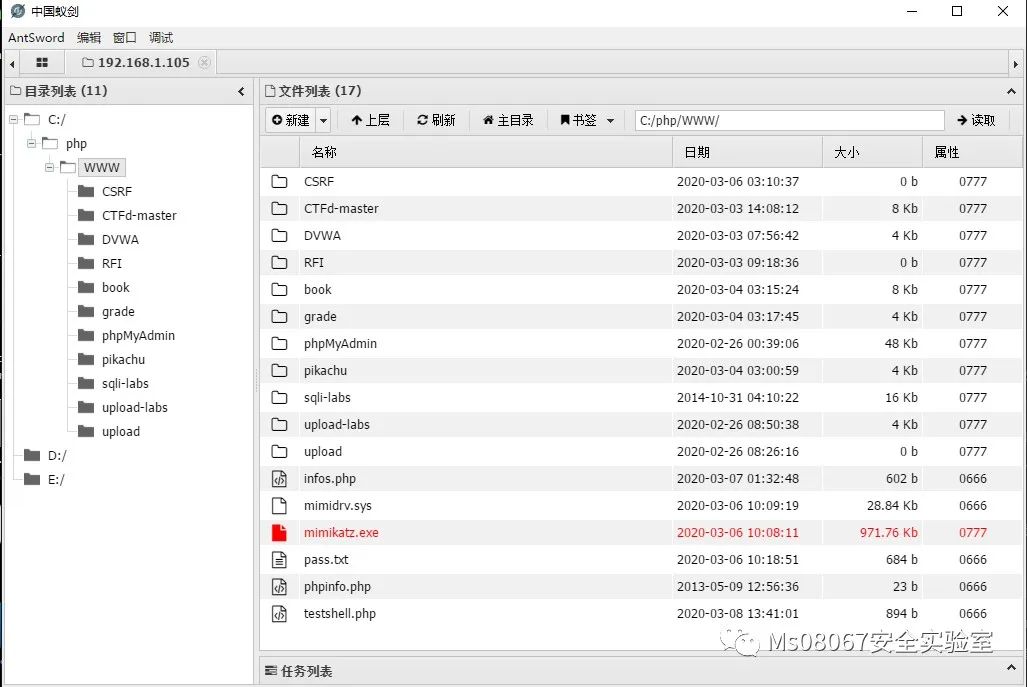 中国蚁剑
AntSword 编辑 窗口 调试
192.168.1.105
目录列表 (11)
C:/
php
WWW
CSRF
CTFd-master
DVWA
RFI
book
grade
phpMyAdmin
pikachu
sqli-labs
upload-labs
upload
D:/
E:/
文件列表 (17)
新建 上层 刷新 主目录 书签 C:/php/WWW/ 读取
名称 日期 大小 属性
CSRF 2020-03-06 03:10:37 0 b 0777
CTFd-master 2020-03-03 14:08:12 8 Kb 0777
DVWA 2020-03-03 07:56:42 4 Kb 0777
RFI 2020-03-03 09:18:36 0 b 0777
book 2020-03-04 03:15:24 8 Kb 0777
grade 2020-03-04 03:17:45 4 Kb 0777
phpMyAdmin 2020-02-26 00:39:06 48 Kb 0777
pikachu 2020-03-04 03:00:59 4 Kb 0777
sqli-labs 2014-10-31 04:10:22 16 Kb 0777
upload-labs 2020-02-26 08:50:38 4 Kb 0777
upload 2020-02-26 08:26:16 0 b 0777
infos.php 2020-03-07 01:32:48 602 b 0666
mimidrv.sys 2020-03-06 10:09:19 28.84 Kb 0666
mimikatz.exe 2020-03-06 10:08:11 971.76 Kb 0777
pass.txt 2020-03-06 10:18:51 684 b 0666
phpinfo.php 2013-05-09 12:56:36 23 b 0666
testshell.php 2020-03-08 13:41:01 894 b 0666
Ms08067安全实验室
任务列表